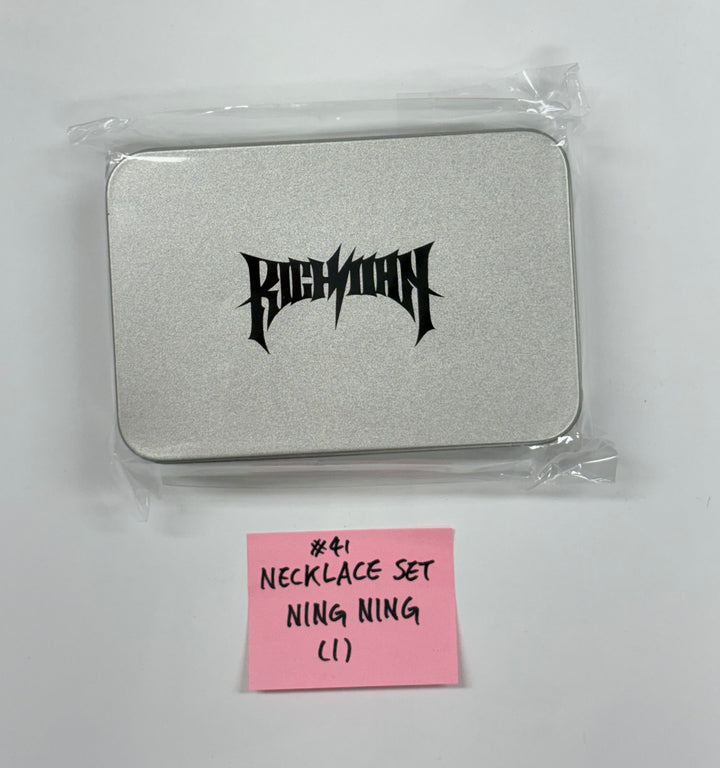 RICHMAN
#41
NECKLACE SET
NING NING
(1)